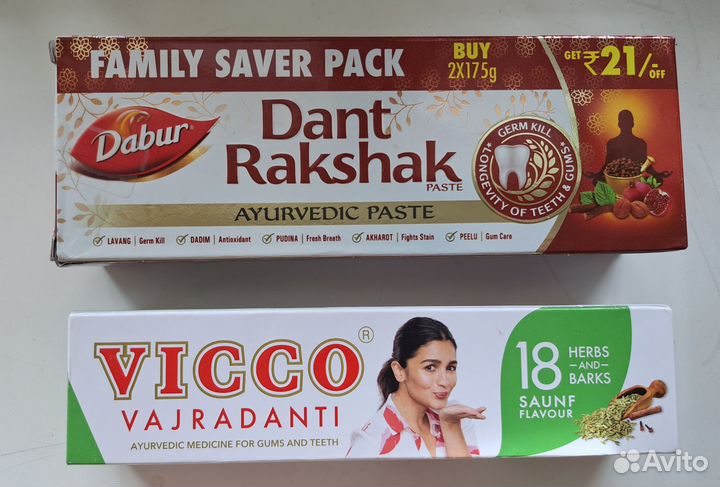 FAMILY SAVER PACK
BUY
2X175g
GET ₹21/- OFF
Dabur
Dant
Rakshak
PASTE
AYURVEDIC PASTE
GERM KILL
LONGEVITY OF TEETH & GUMS
LAVANG | Germ Kill DADIM | Antioxidant PUDINA | Fresh Breath AKHAROT | Fights Stain PEELU | Gum Care
VICCO ®
VAJRADANTI
AYURVEDIC MEDICINE FOR GUMS AND TEETH
18 HERBS
AND
BARKS
SAUNF
FLAVOUR
Avito